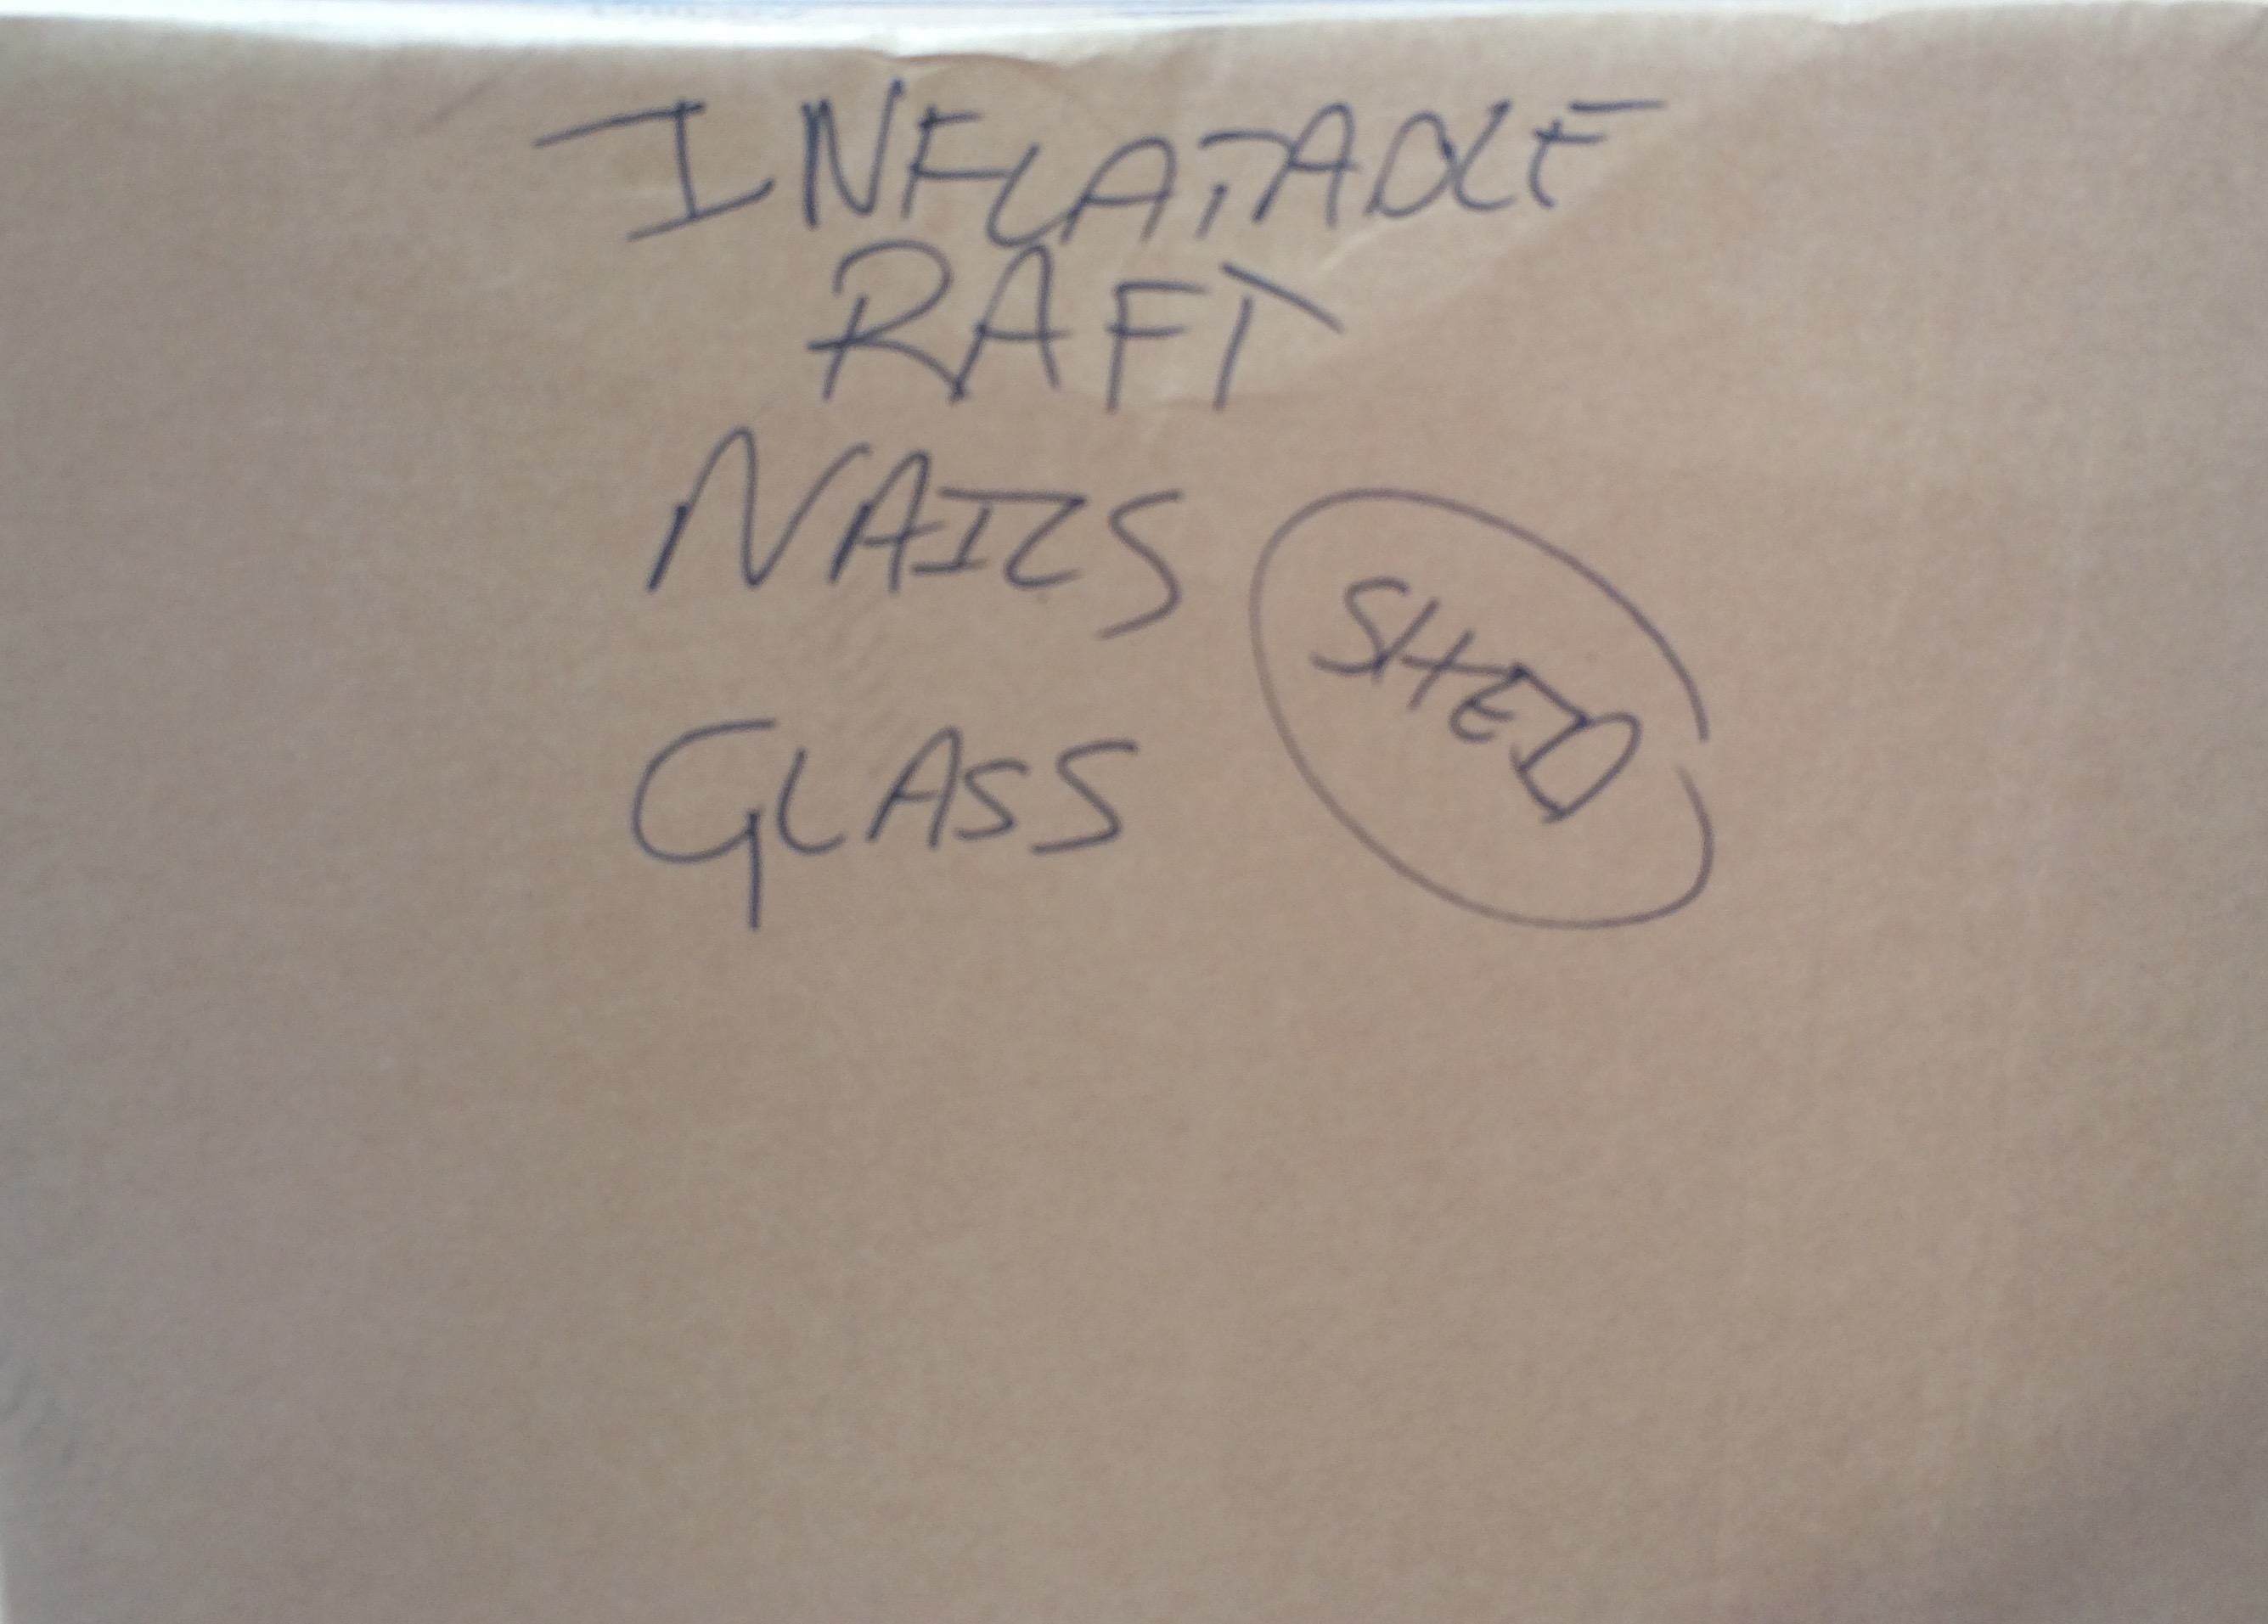 INFLATABLE
RAFT
NAILS
SHED
GLASS